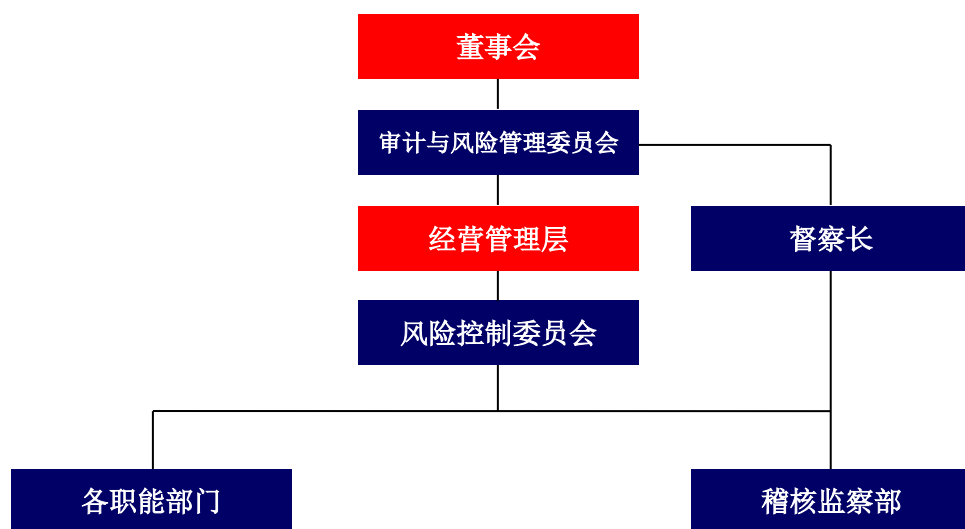 董事会
审计与风险管理委员会
经营管理层
督察长
风险控制委员会
各职能部门
稽核监察部